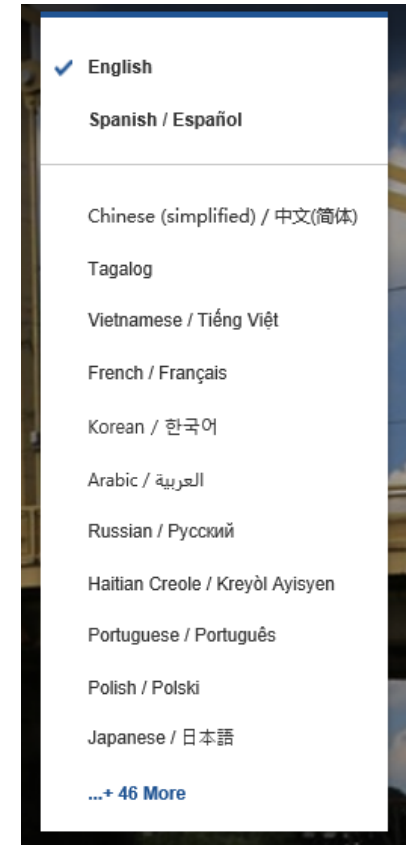 English
Spanish / Español
Chinese (simplified) / 中文(简体)
Tagalog
Vietnamese / Tiếng Việt
French / Français
Korean / 한국어
Arabic / العربية
Russian / Русский
Haitian Creole / Kreyòl Ayisyen
Portuguese / Português
Polish / Polski
Japanese / 日本語
...+ 46 More